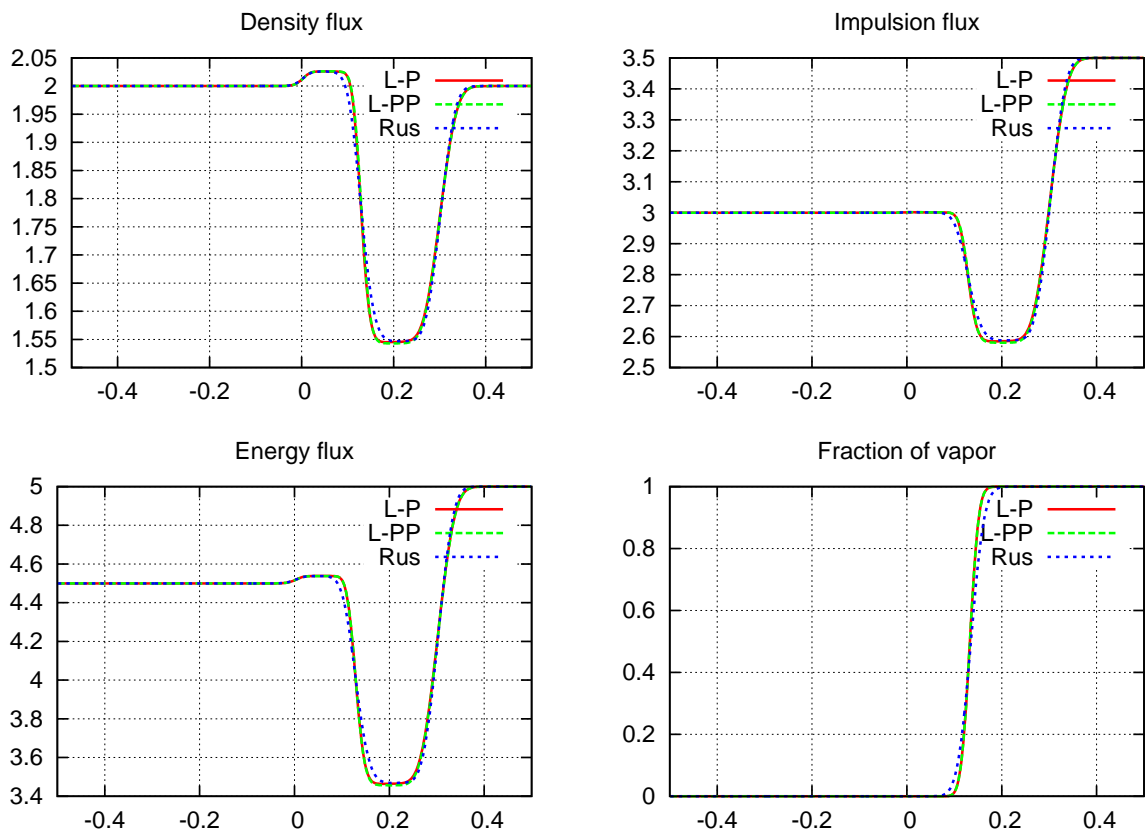 Density flux
2.05
2
1.95
1.9
1.85
1.8
1.75
1.7
1.65
1.6
1.55
1.5
-0.4 -0.2 0 0.2 0.4
L-P
L-PP
Rus
Impulsion flux
3.5
3.4
3.3
3.2
3.1
3
2.9
2.8
2.7
2.6
2.5
-0.4 -0.2 0 0.2 0.4
L-P
L-PP
Rus
Energy flux
5
4.8
4.6
4.4
4.2
4
3.8
3.6
3.4
-0.4 -0.2 0 0.2 0.4
L-P
L-PP
Rus
Fraction of vapor
1
0.8
0.6
0.4
0.2
0
-0.4 -0.2 0 0.2 0.4
L-P
L-PP
Rus